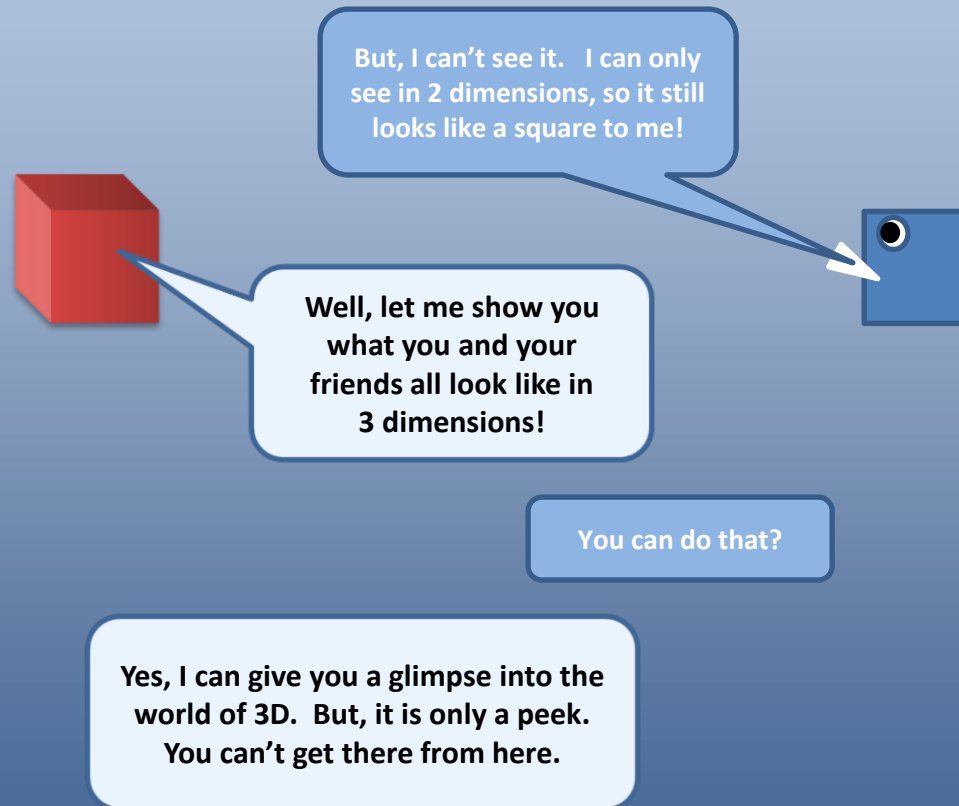 But, I can’t see it.   I can only
see in 2 dimensions, so it still
looks like a square to me!
Well, let me show you
what you and your
friends all look like in
3 dimensions!
You can do that?
Yes, I can give you a glimpse into the
world of 3D.  But, it is only a peek.
You can’t get there from here.